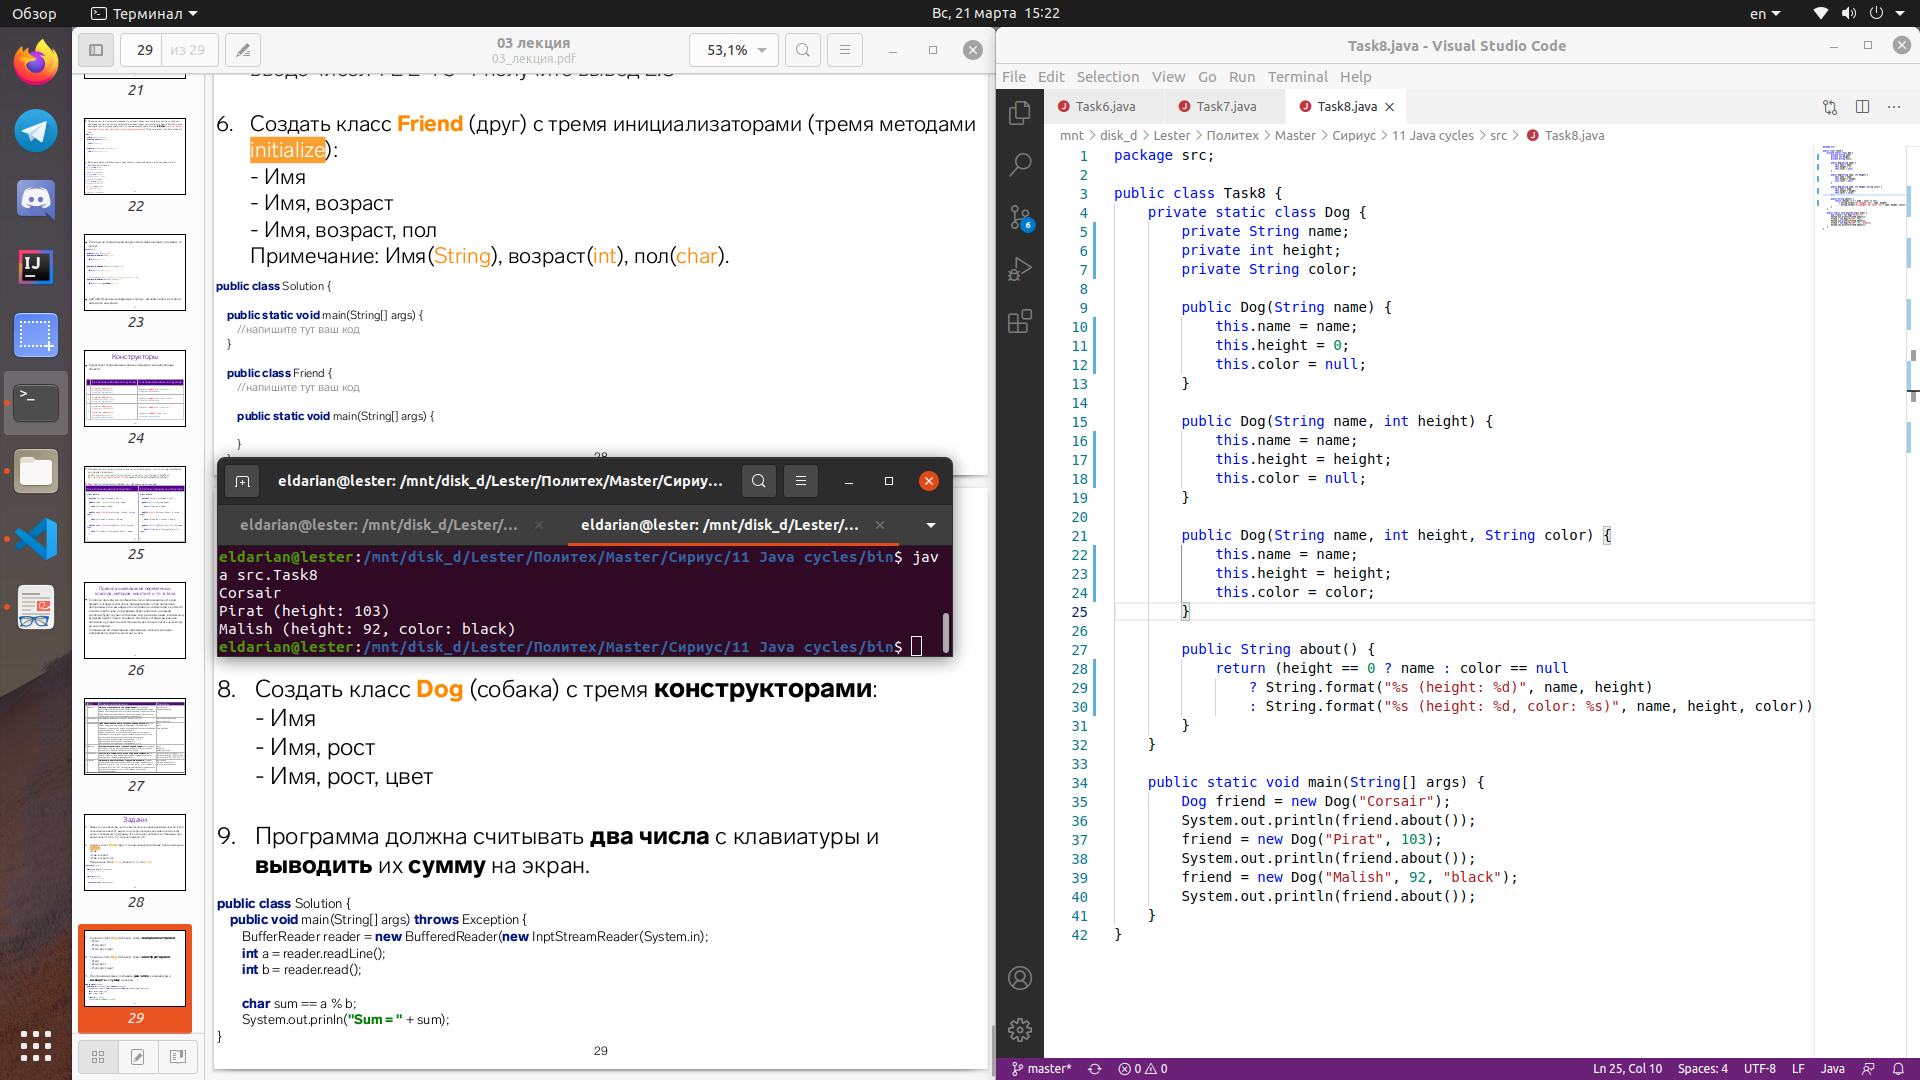 Обзор
Терминал
Вс, 21 марта 15:22
en
29
из 29
03 лекция
03_лекция.pdf
53,1%
21
22
23
Конструкторы
24
25
26
27
Задачи
28
29
6. Создать класс Friend (друг) с тремя инициализаторами (тремя методами
initialize):
- Имя
- Имя, возраст
- Имя, возраст, пол
Примечание: Имя(String), возраст(int), пол(char).
public class Solution {
public static void main(String[] args) {
//напишите тут ваш код
}
public class Friend {
//напишите тут ваш код
public static void main(String[] args) {
}
28
eldarian@lester: /mnt/disk_d/Lester/Политех/Master/Сириу...
eldarian@lester: /mnt/disk_d/Lester/...
eldarian@lester: /mnt/disk_d/Lester/...
eldarian@lester:/mnt/disk_d/Lester/Политех/Master/Сириус/11 Java cycles/bin$ jav
a src.Task8
Corsair
Pirat (height: 103)
Malish (height: 92, color: black)
eldarian@lester:/mnt/disk_d/Lester/Политех/Master/Сириус/11 Java cycles/bin$
8. Создать класс Dog (собака) с тремя конструкторами:
- Имя
- Имя, рост
- Имя, рост, цвет
9. Программа должна считывать два числа с клавиатуры и
выводить их сумму на экран.
public class Solution {
public void main(String[] args) throws Exception {
BufferReader reader = new BufferedReader(new InptStreamReader(System.in);
int a = reader.readLine();
int b = reader.read();
char sum == a % b;
System.out.prinln("Sum = " + sum);
}
29
Task8.java - Visual Studio Code
File Edit Selection View Go Run Terminal Help
Task6.java
Task7.java
Task8.java
mnt > disk_d > Lester > Политех > Master > Сириус > 11 Java cycles > src > Task8.java
6
1 package src;
2
3 public class Task8 {
4 private static class Dog {
5 private String name;
6 private int height;
7 private String color;
8
9 public Dog(String name) {
10 this.name = name;
11 this.height = 0;
12 this.color = null;
13 }
14
15 public Dog(String name, int height) {
16 this.name = name;
17 this.height = height;
18 this.color = null;
19 }
20
21 public Dog(String name, int height, String color) {
22 this.name = name;
23 this.height = height;
24 this.color = color;
25 }
26
27 public String about() {
28 return (height == 0 ? name : color == null
29 ? String.format("%s (height: %d)", name, height)
30 : String.format("%s (height: %d, color: %s)", name, height, color))
31 }
32 }
33
34 public static void main(String[] args) {
35 Dog friend = new Dog("Corsair");
36 System.out.println(friend.about());
37 friend = new Dog("Pirat", 103);
38 System.out.println(friend.about());
39 friend = new Dog("Malish", 92, "black");
40 System.out.println(friend.about());
41 }
42 }
master* 0 0 Ln 25, Col 10 Spaces: 4 UTF-8 LF Java